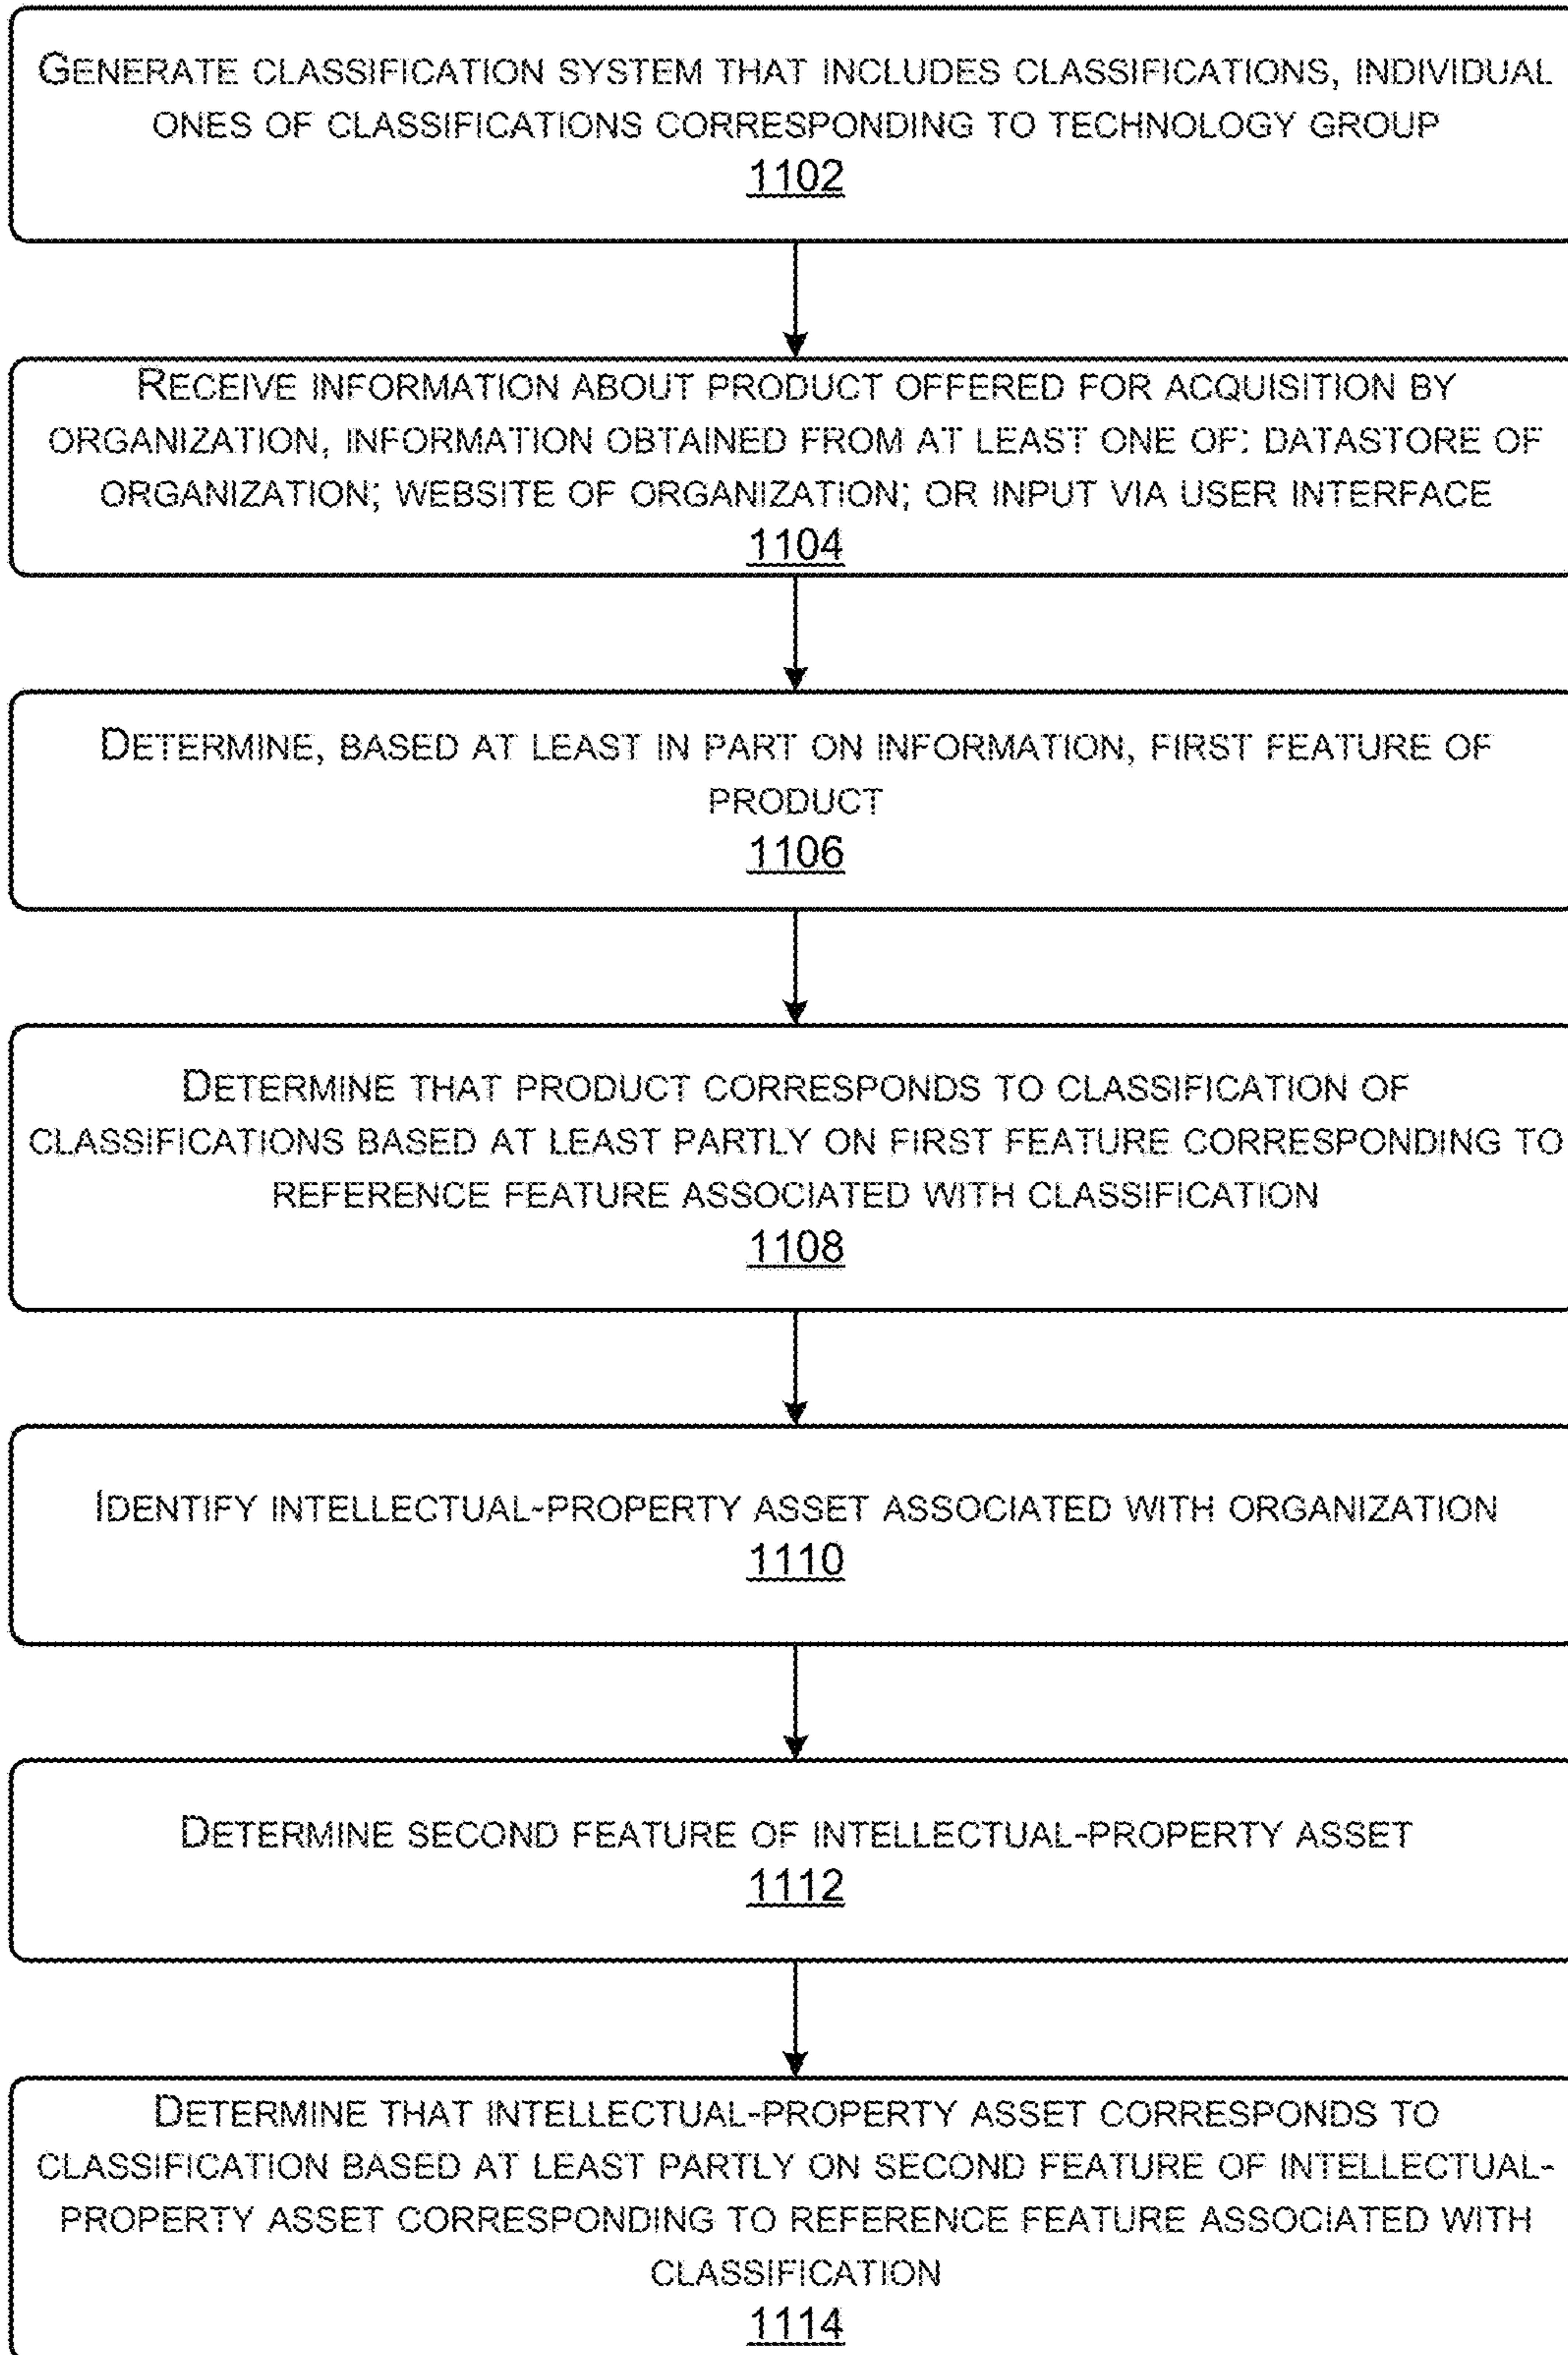 GENERATE CLASSIFICATION SYSTEM THAT INCLUDES CLASSIFICATIONS, INDIVIDUAL
ONES OF CLASSIFICATIONS CORRESPONDING TO TECHNOLOGY GROUP
1102
RECEIVE INFORMATION ABOUT PRODUCT OFFERED FOR ACQUISITION BY
ORGANIZATION, INFORMATION OBTAINED FROM AT LEAST ONE OF: DATASTORE OF
ORGANIZATION; WEBSITE OF ORGANIZATION; OR INPUT VIA USER INTERFACE
1104
DETERMINE, BASED AT LEAST IN PART ON INFORMATION, FIRST FEATURE OF
PRODUCT
1106
DETERMINE THAT PRODUCT CORRESPONDS TO CLASSIFICATION OF
CLASSIFICATIONS BASED AT LEAST PARTLY ON FIRST FEATURE CORRESPONDING TO
REFERENCE FEATURE ASSOCIATED WITH CLASSIFICATION
1108
IDENTIFY INTELLECTUAL-PROPERTY ASSET ASSOCIATED WITH ORGANIZATION
1110
DETERMINE SECOND FEATURE OF INTELLECTUAL-PROPERTY ASSET
1112
DETERMINE THAT INTELLECTUAL-PROPERTY ASSET CORRESPONDS TO
CLASSIFICATION BASED AT LEAST PARTLY ON SECOND FEATURE OF INTELLECTUAL-
PROPERTY ASSET CORRESPONDING TO REFERENCE FEATURE ASSOCIATED WITH
CLASSIFICATION
1114